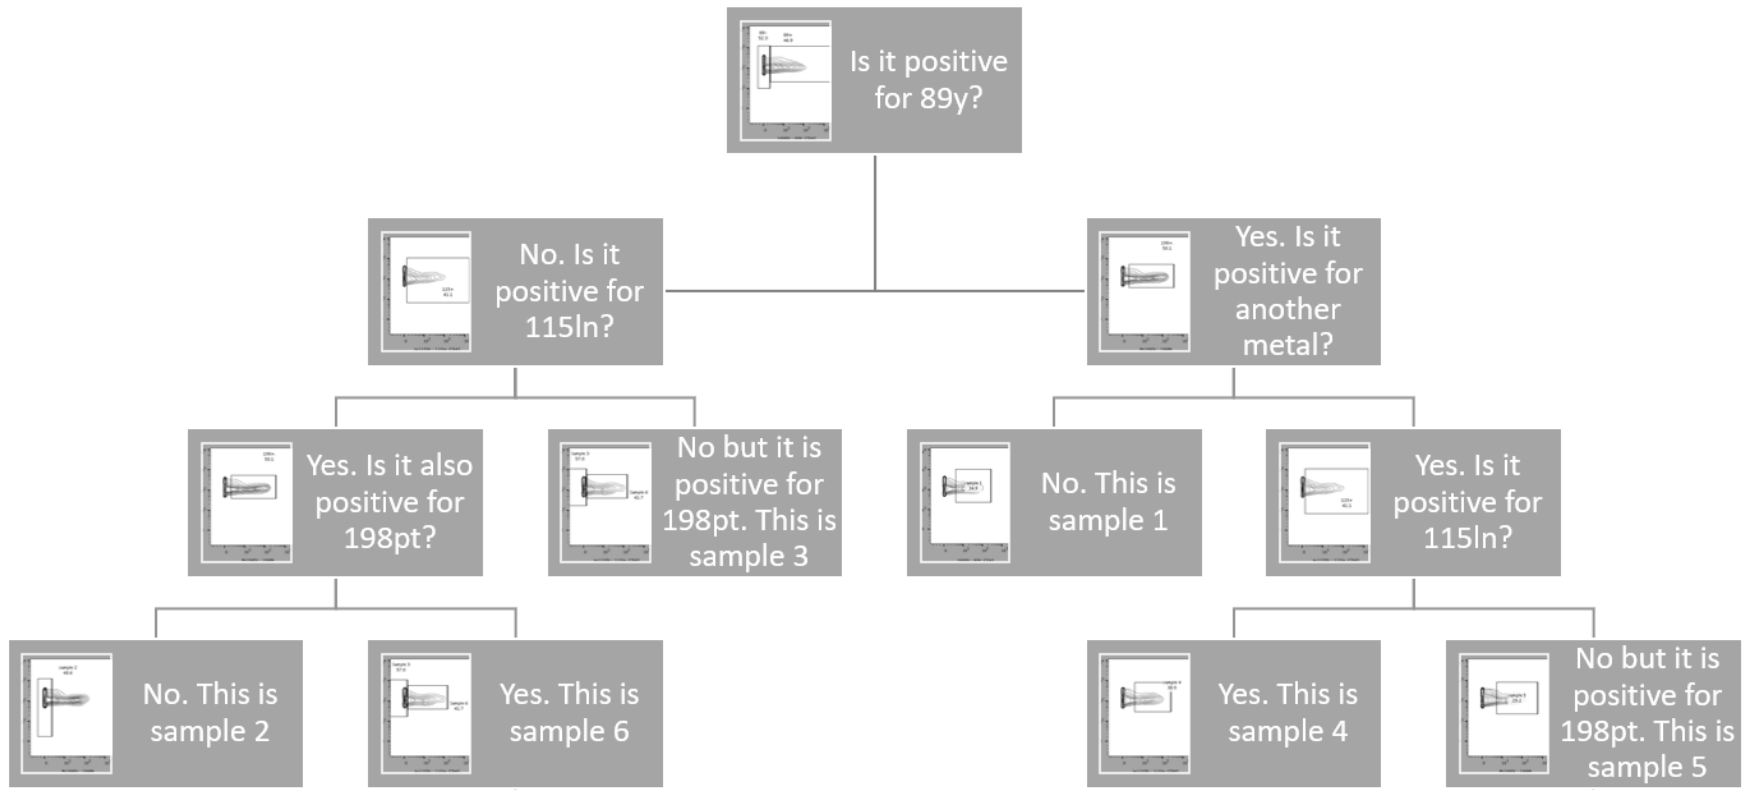 Is it positive
for 89y?
No. Is it
positive for
115ln?
Yes. Is it
positive for
another
metal?
Yes. Is it also
positive for
198pt?
No but it is
positive for
198pt. This is
sample 3
No. This is
sample 1
Yes. Is it
positive for
115ln?
No. This is
sample 2
Yes. This is
sample 6
Yes. This is
sample 4
No but it is
positive for
198pt. This is
sample 5